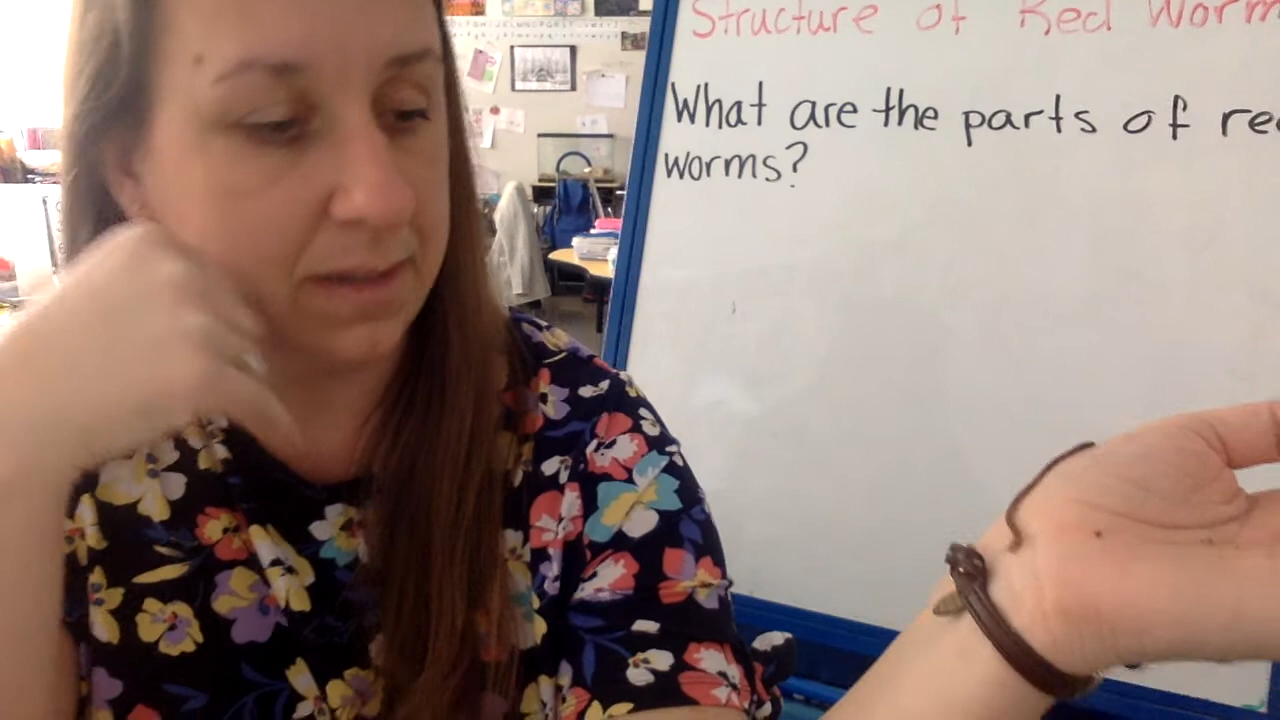 Structure of Red Worm
What are the parts of re
worms?